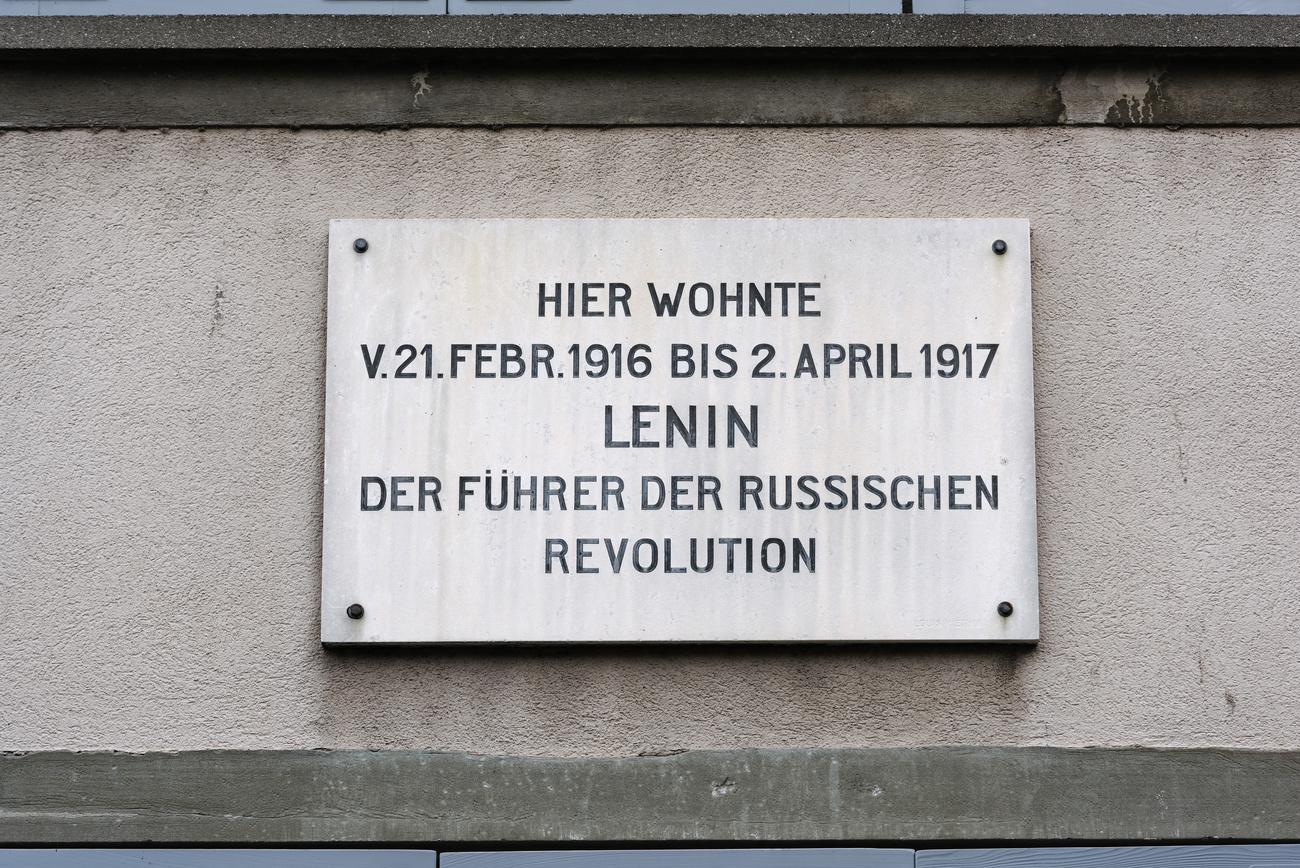 HIER WOHNTE
V. 21. FEBR. 1916 BIS 2. APRIL 1917
LENIN
DER FÜHRER DER RUSSISCHEN
REVOLUTION